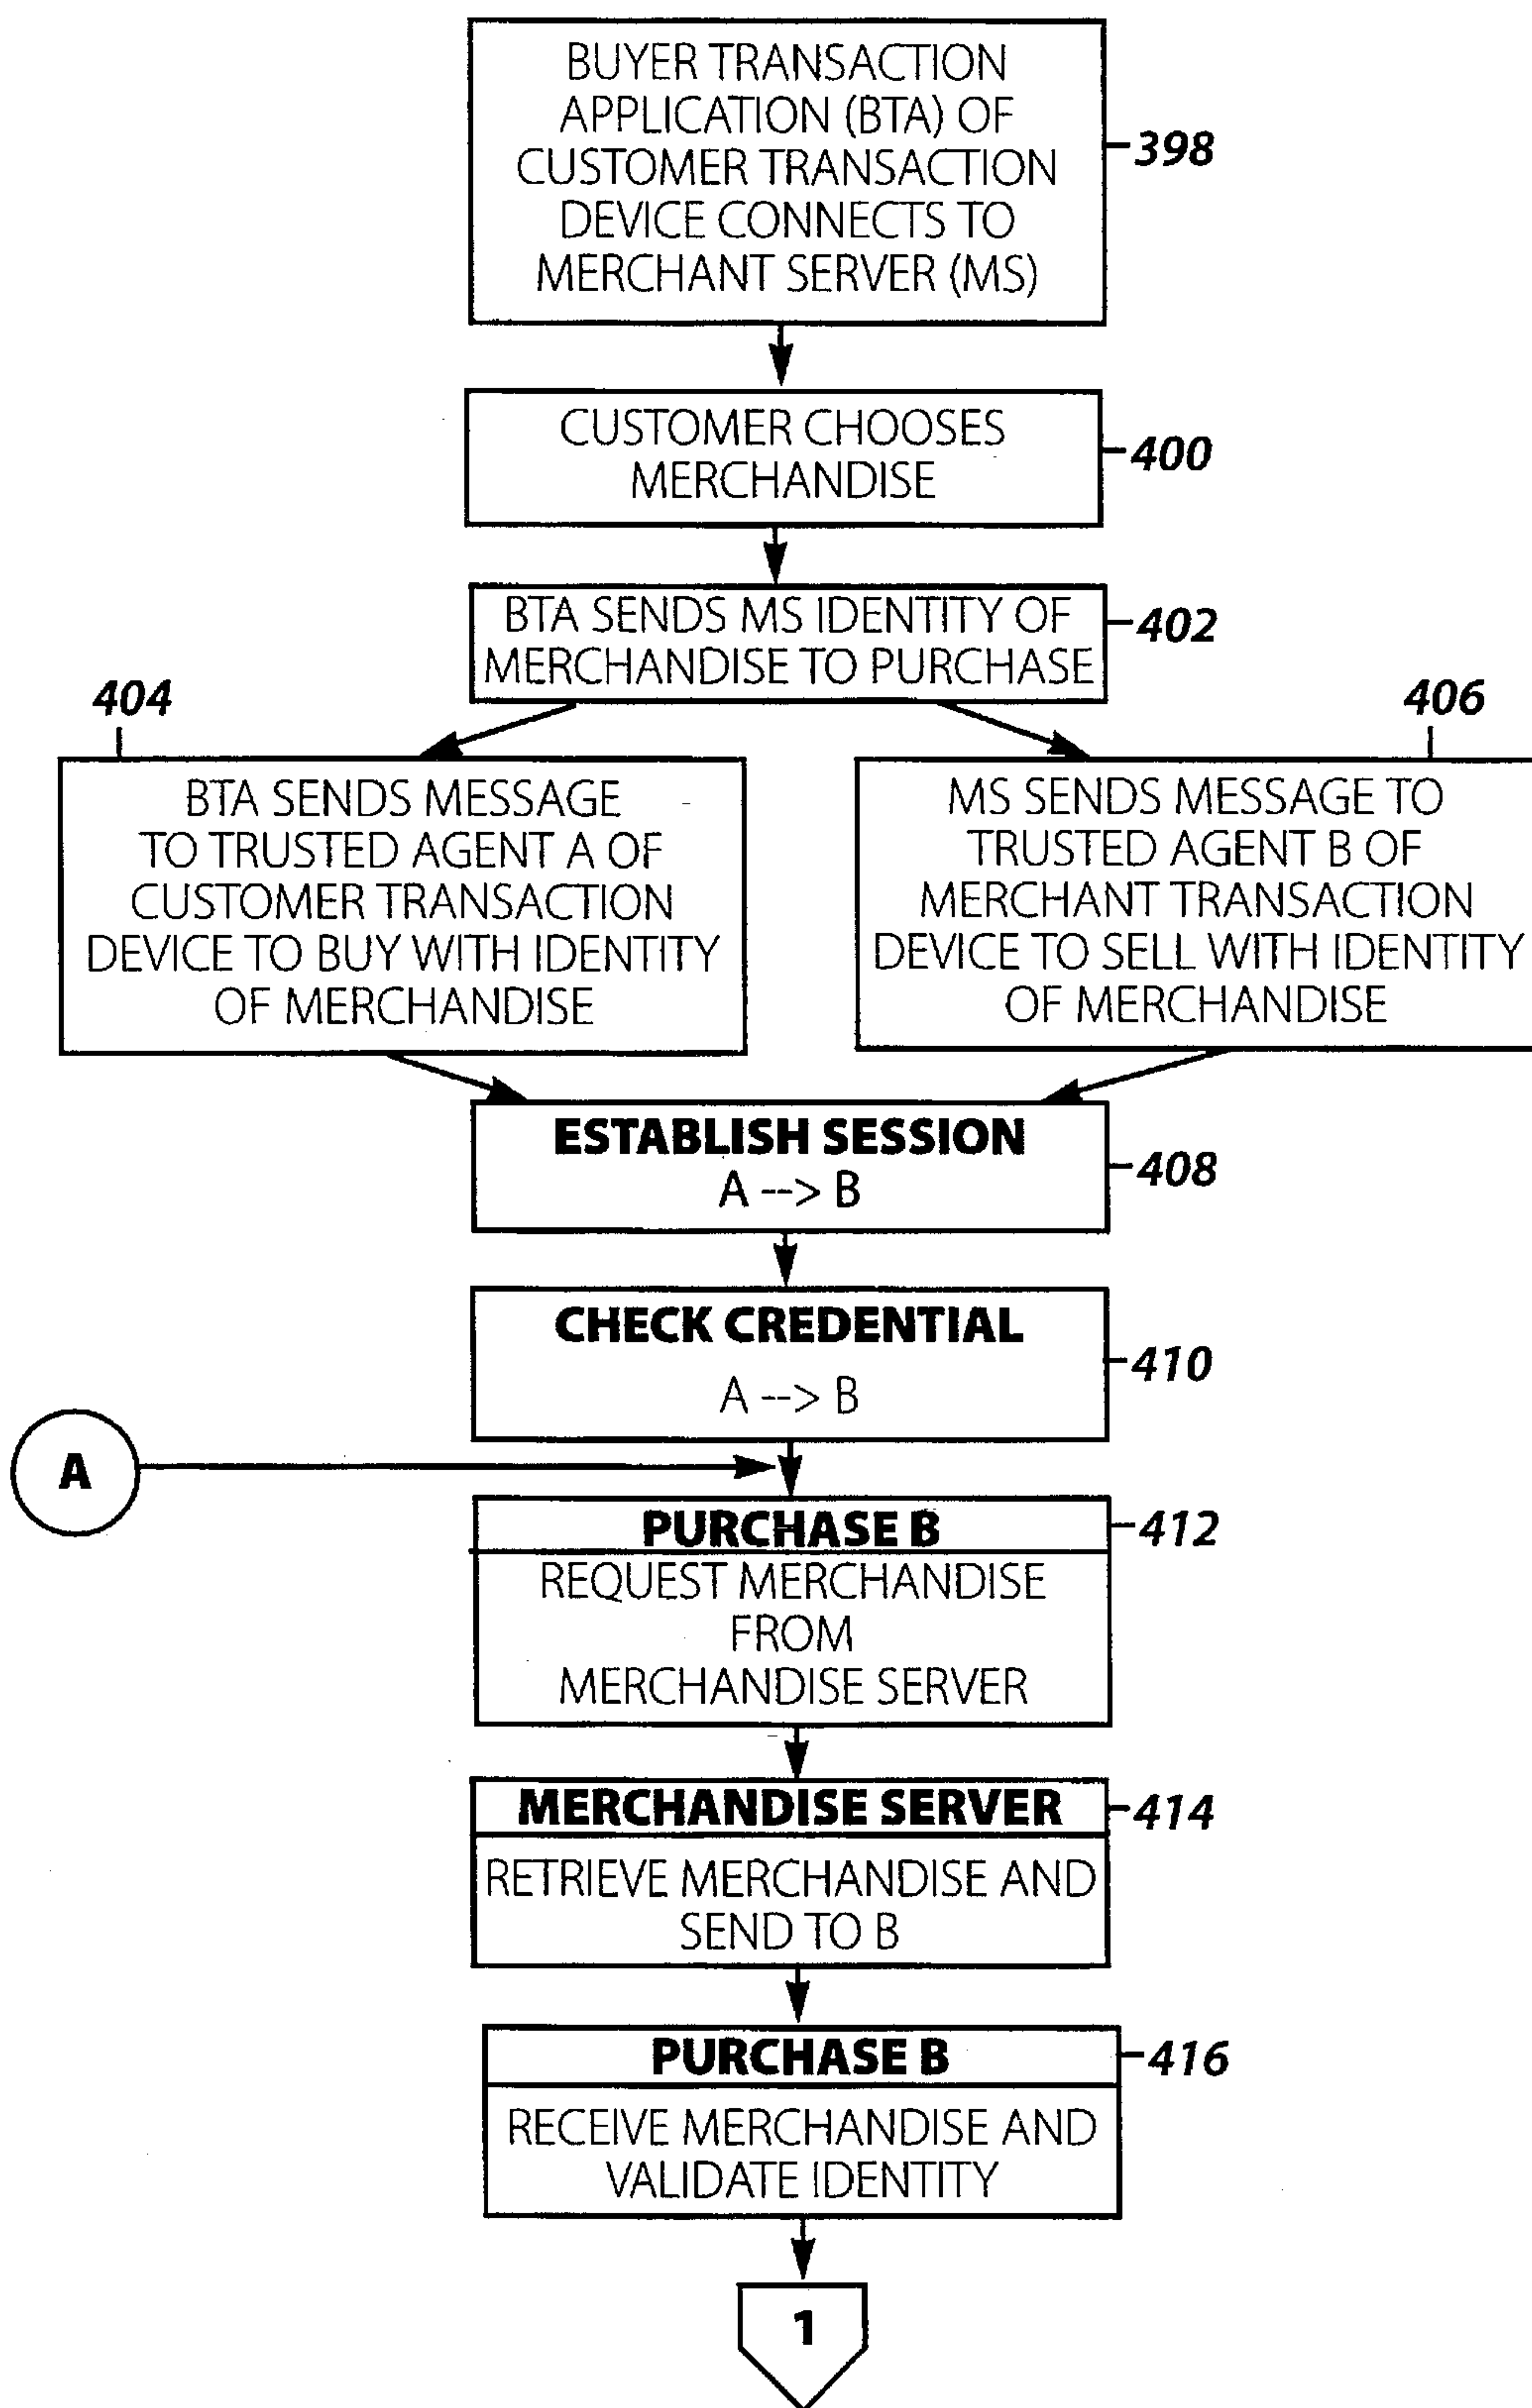 BUYER TRANSACTION
APPLICATION (BTA) OF
CUSTOMER TRANSACTION
DEVICE CONNECTS TO
MERCHANT SERVER (MS)
398
CUSTOMER CHOOSES
MERCHANDISE
400
BTA SENDS MS IDENTITY OF
MERCHANDISE TO PURCHASE
402
404
BTA SENDS MESSAGE
TO TRUSTED AGENT A OF
CUSTOMER TRANSACTION
DEVICE TO BUY WITH IDENTITY
OF MERCHANDISE
406
MS SENDS MESSAGE TO
TRUSTED AGENT B OF
MERCHANT TRANSACTION
DEVICE TO SELL WITH IDENTITY
OF MERCHANDISE
ESTABLISH SESSION
A --> B
408
CHECK CREDENTIAL
A --> B
410
A
PURCHASE B
412
REQUEST MERCHANDISE
FROM
MERCHANDISE SERVER
MERCHANDISE SERVER
414
RETRIEVE MERCHANDISE AND
SEND TO B
PURCHASE B
416
RECEIVE MERCHANDISE AND
VALIDATE IDENTITY
1